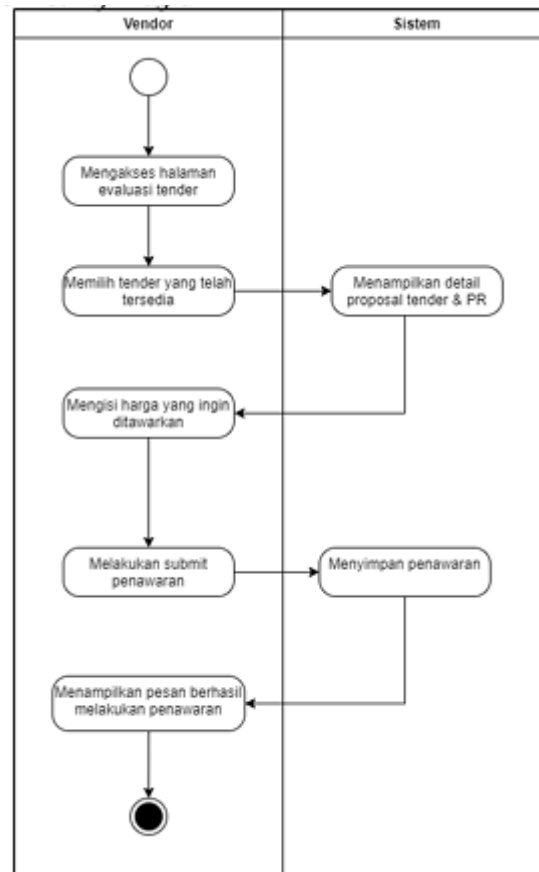 Vendor
Sistem
Mengakses halaman
evaluasi tender
Memilih tender yang telah
tersedia
Menampilkan detail
proposal tender & PR
Mengisi harga yang ingin
ditawarkan
Melakukan submit
penawaran
Menyimpan penawaran
Menampilkan pesan berhasil
melakukan penawaran